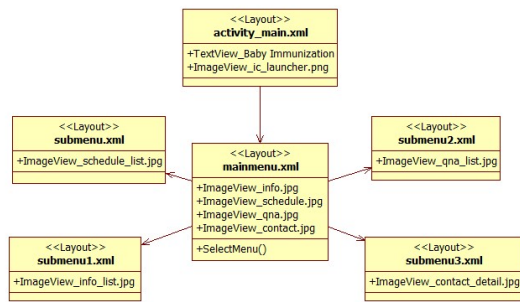 <<Layout>>
activity_main.xml
+TextView_Baby Immunization
+ImageView_ic_launcher.png
<<Layout>>
submenu.xml
+ImageView_schedule_list.jpg
<<Layout>>
mainmenu.xml
+ImageView_info.jpg
+ImageView_schedule.jpg
+ImageView_qna.jpg
+ImageView_contact.jpg
+SelectMenu()
<<Layout>>
submenu2.xml
+ImageView_qna_list.jpg
<<Layout>>
submenu1.xml
+ImageView_info_list.jpg
<<Layout>>
submenu3.xml
+ImageView_contact_detail.jpg